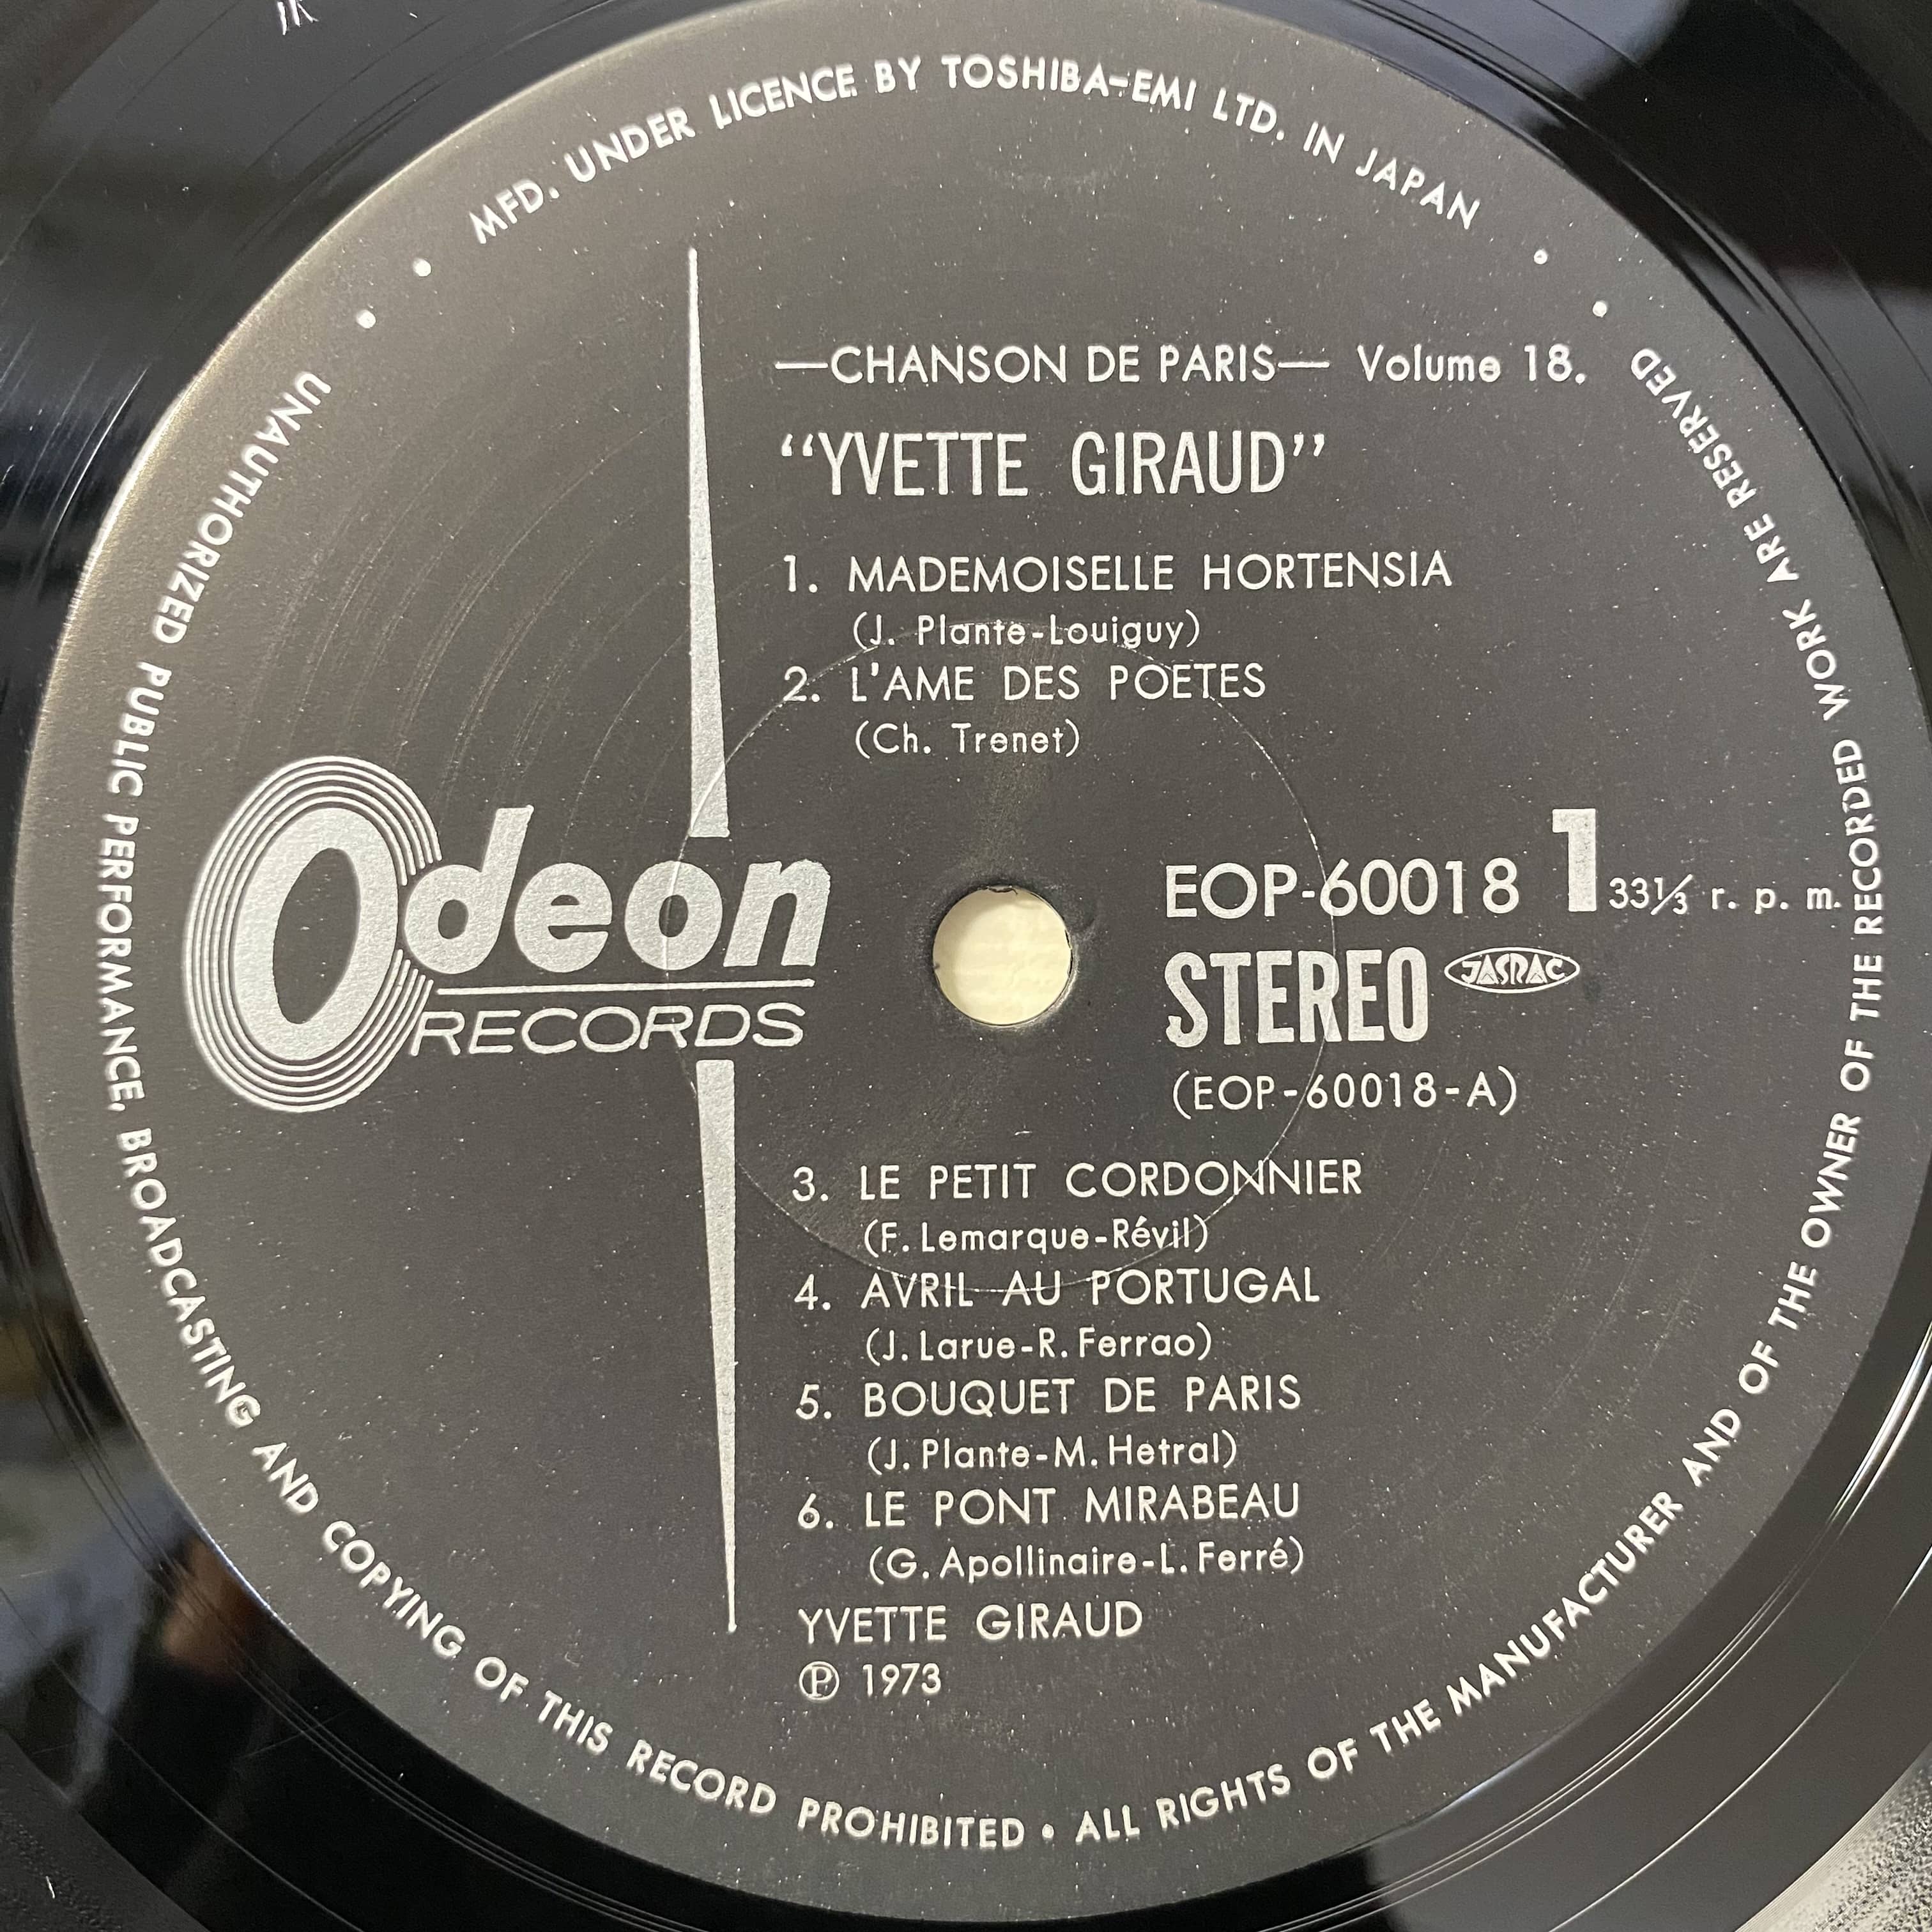 MFD. UNDER LICENCE BY TOSHIBA-EMI LTD. IN JAPAN
—CHANSON DE PARIS— Volume 18.
“YVETTE GIRAUD”
1. MADEMOISELLE HORTENSIA
(J. Plante-Louiguy)
2. L'AME DES POETES
(Ch. Trenet)
Odeon
RECORDS
EOP-60018 1 33⅓ r. p. m.
STEREO JASRAC
(EOP-60018-A)
3. LE PETIT CORDONNIER
(F. Lemarque-Révil)
4. AVRIL AU PORTUGAL
(J. Larue-R. Ferrao)
5. BOUQUET DE PARIS
(J. Plante-M. Hetral)
6. LE PONT MIRABEAU
(G. Apollinaire-L. Ferré)
YVETTE GIRAUD
℗ 1973
UNAUTHORIZED PUBLIC PERFORMANCE, BROADCASTING AND COPYING OF THIS RECORD PROHIBITED • ALL RIGHTS OF THE MANUFACTURER AND OF THE OWNER OF THE RECORDED WORK ARE RESERVED